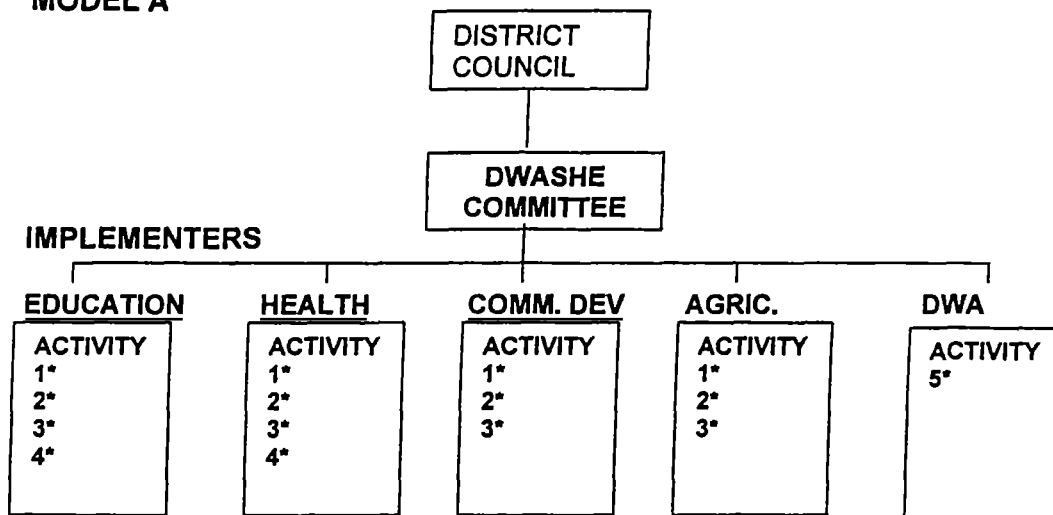 MODEL A
DISTRICT
COUNCIL
DWASHE
COMMITTEE
IMPLEMENTERS
EDUCATION
ACTIVITY
1*
2*
3*
4*
HEALTH
ACTIVITY
1*
2*
3*
4*
COMM. DEV
ACTIVITY
1*
2*
3*
AGRIC.
ACTIVITY
1*
2*
3*
DWA
ACTIVITY
5*